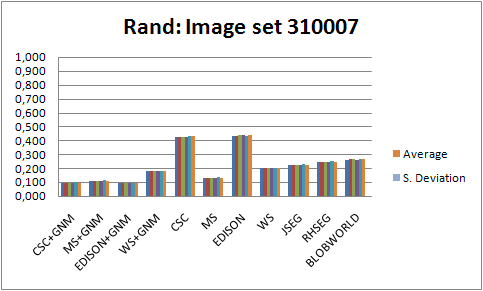 Rand: Image set 310007
1,000
0,900
0,800
0,700
0,600
0,500
0,400
0,300
0,200
0,100
0,000
CSC+GNM
MS+GNM
EDISON+GNM
WS+GNM
CSC
MS
EDISON
WS
JSEG
RHSEG
BLOBWORLD
Average
S. Deviation